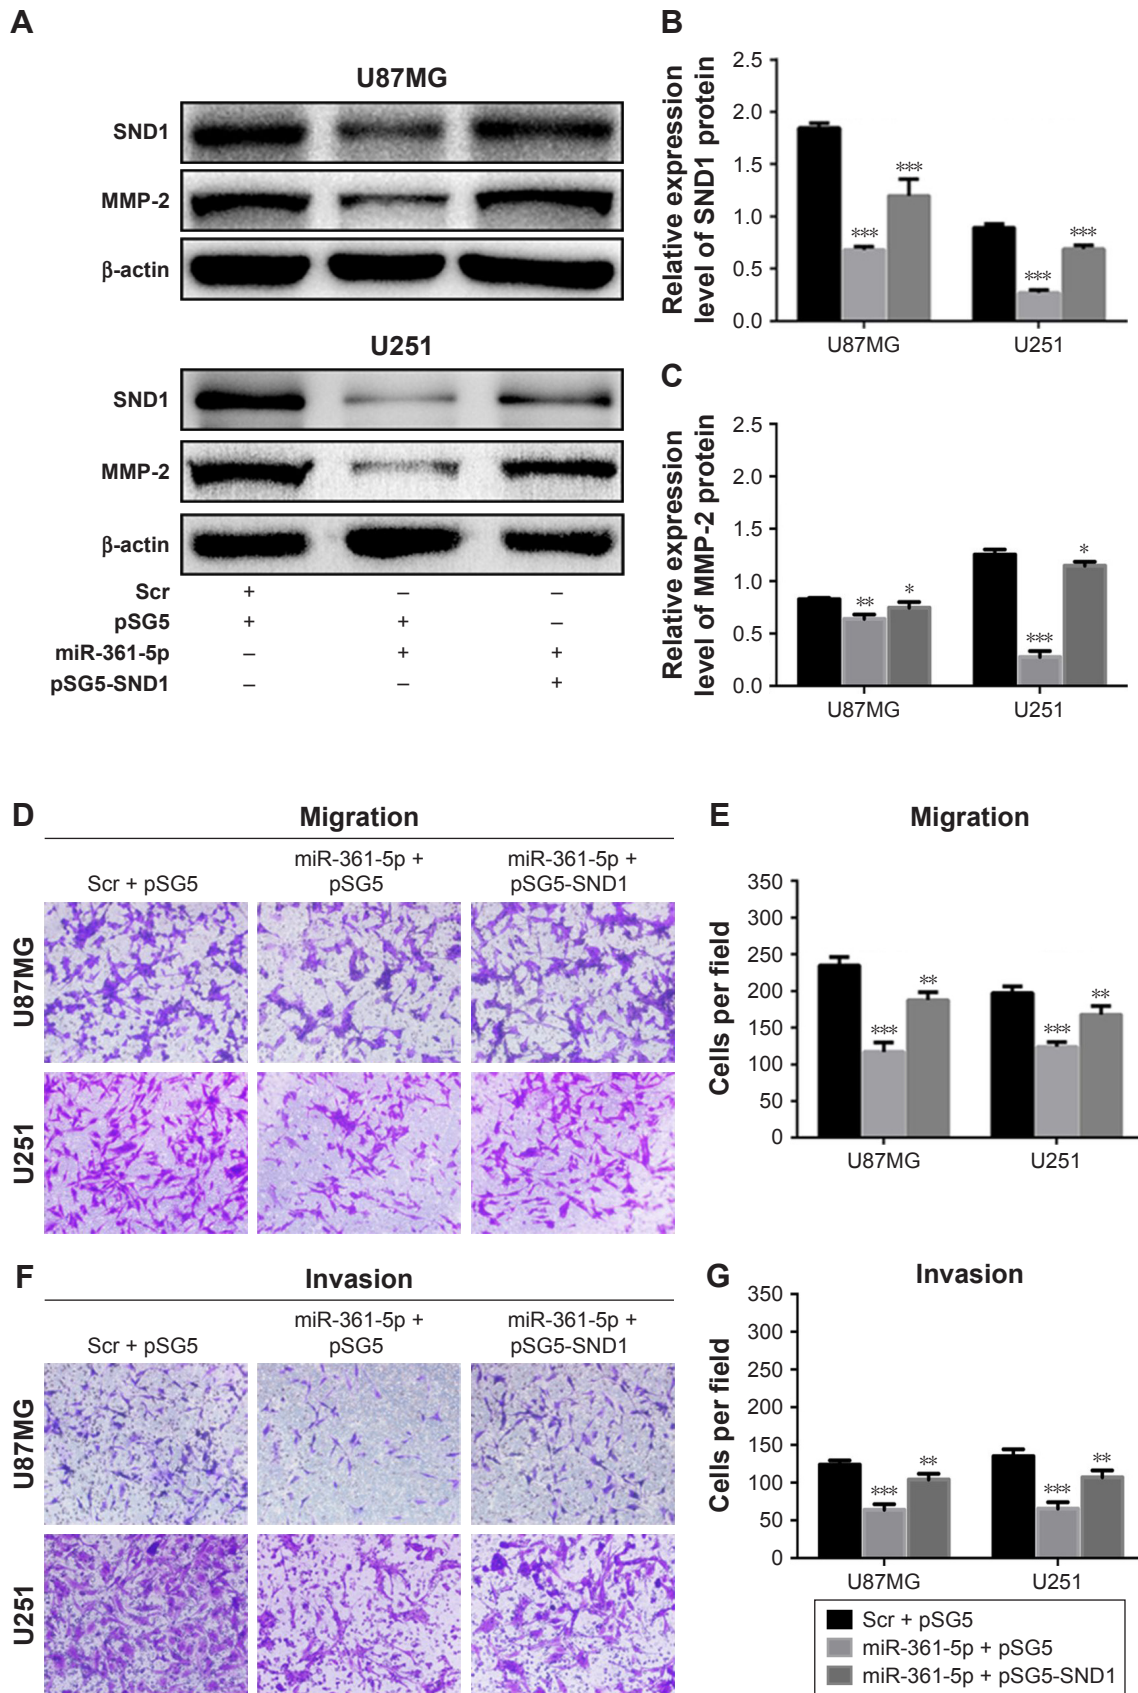 A
U87MG
SND1
MMP-2
β-actin
U251
SND1
MMP-2
β-actin
Scr + – –
pSG5 + + –
miR-361-5p – + +
pSG5-SND1 – – +
B
Relative expression
level of SND1 protein
2.5
2.0
1.5
1.0
0.5
0.0
*** ***
*** ***
U87MG U251
C
Relative expression
level of MMP-2 protein
2.5
2.0
1.5
1.0
0.5
0.0
** *
*** *
U87MG U251
D
Migration
Scr + pSG5
miR-361-5p +
pSG5
miR-361-5p +
pSG5-SND1
U87MG
U251
E
Migration
Cells per field
350
300
250
200
150
100
50
0
*** **
*** **
U87MG U251
F
Invasion
Scr + pSG5
miR-361-5p +
pSG5
miR-361-5p +
pSG5-SND1
U87MG
U251
G
Invasion
Cells per field
350
300
250
200
150
100
50
0
*** **
*** **
U87MG U251
Scr + pSG5
miR-361-5p + pSG5
miR-361-5p + pSG5-SND1